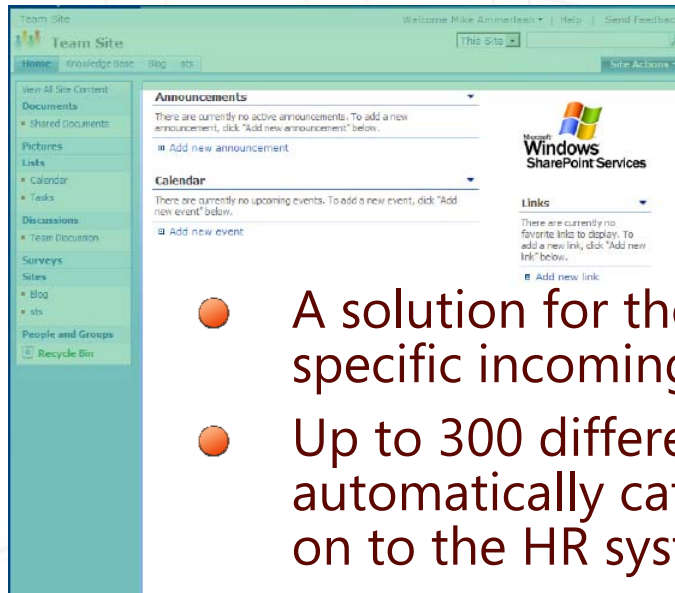 Team Site
Welcome Mike Ammerlaan | Help | Send Feedbac
Team Site
This Site
Home Knowledge Base Blog sts
Site Actions
View All Site Content
Documents
Shared Documents
Pictures
Lists
Calendar
Tasks
Discussions
Team Discussion
Surveys
Sites
Blog
sts
People and Groups
Recycle Bin
Announcements
There are currently no active announcements. To add a new
announcement, click "Add new announcement" below.
Add new announcement
Calendar
There are currently no upcoming events. To add a new event, click "Add
new event" below.
Add new event
Microsoft
Windows
SharePoint Services
Links
There are currently no
favorite links to display. To
add a new link, click "Add new
link" below.
Add new link
A solution for the
specific incoming
Up to 300 differe
automatically cat
on to the HR syst